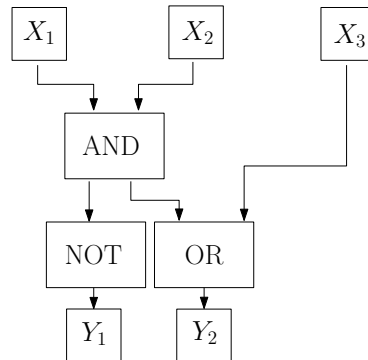 X₁ X₂ X₃
AND
NOT OR
Y₁ Y₂